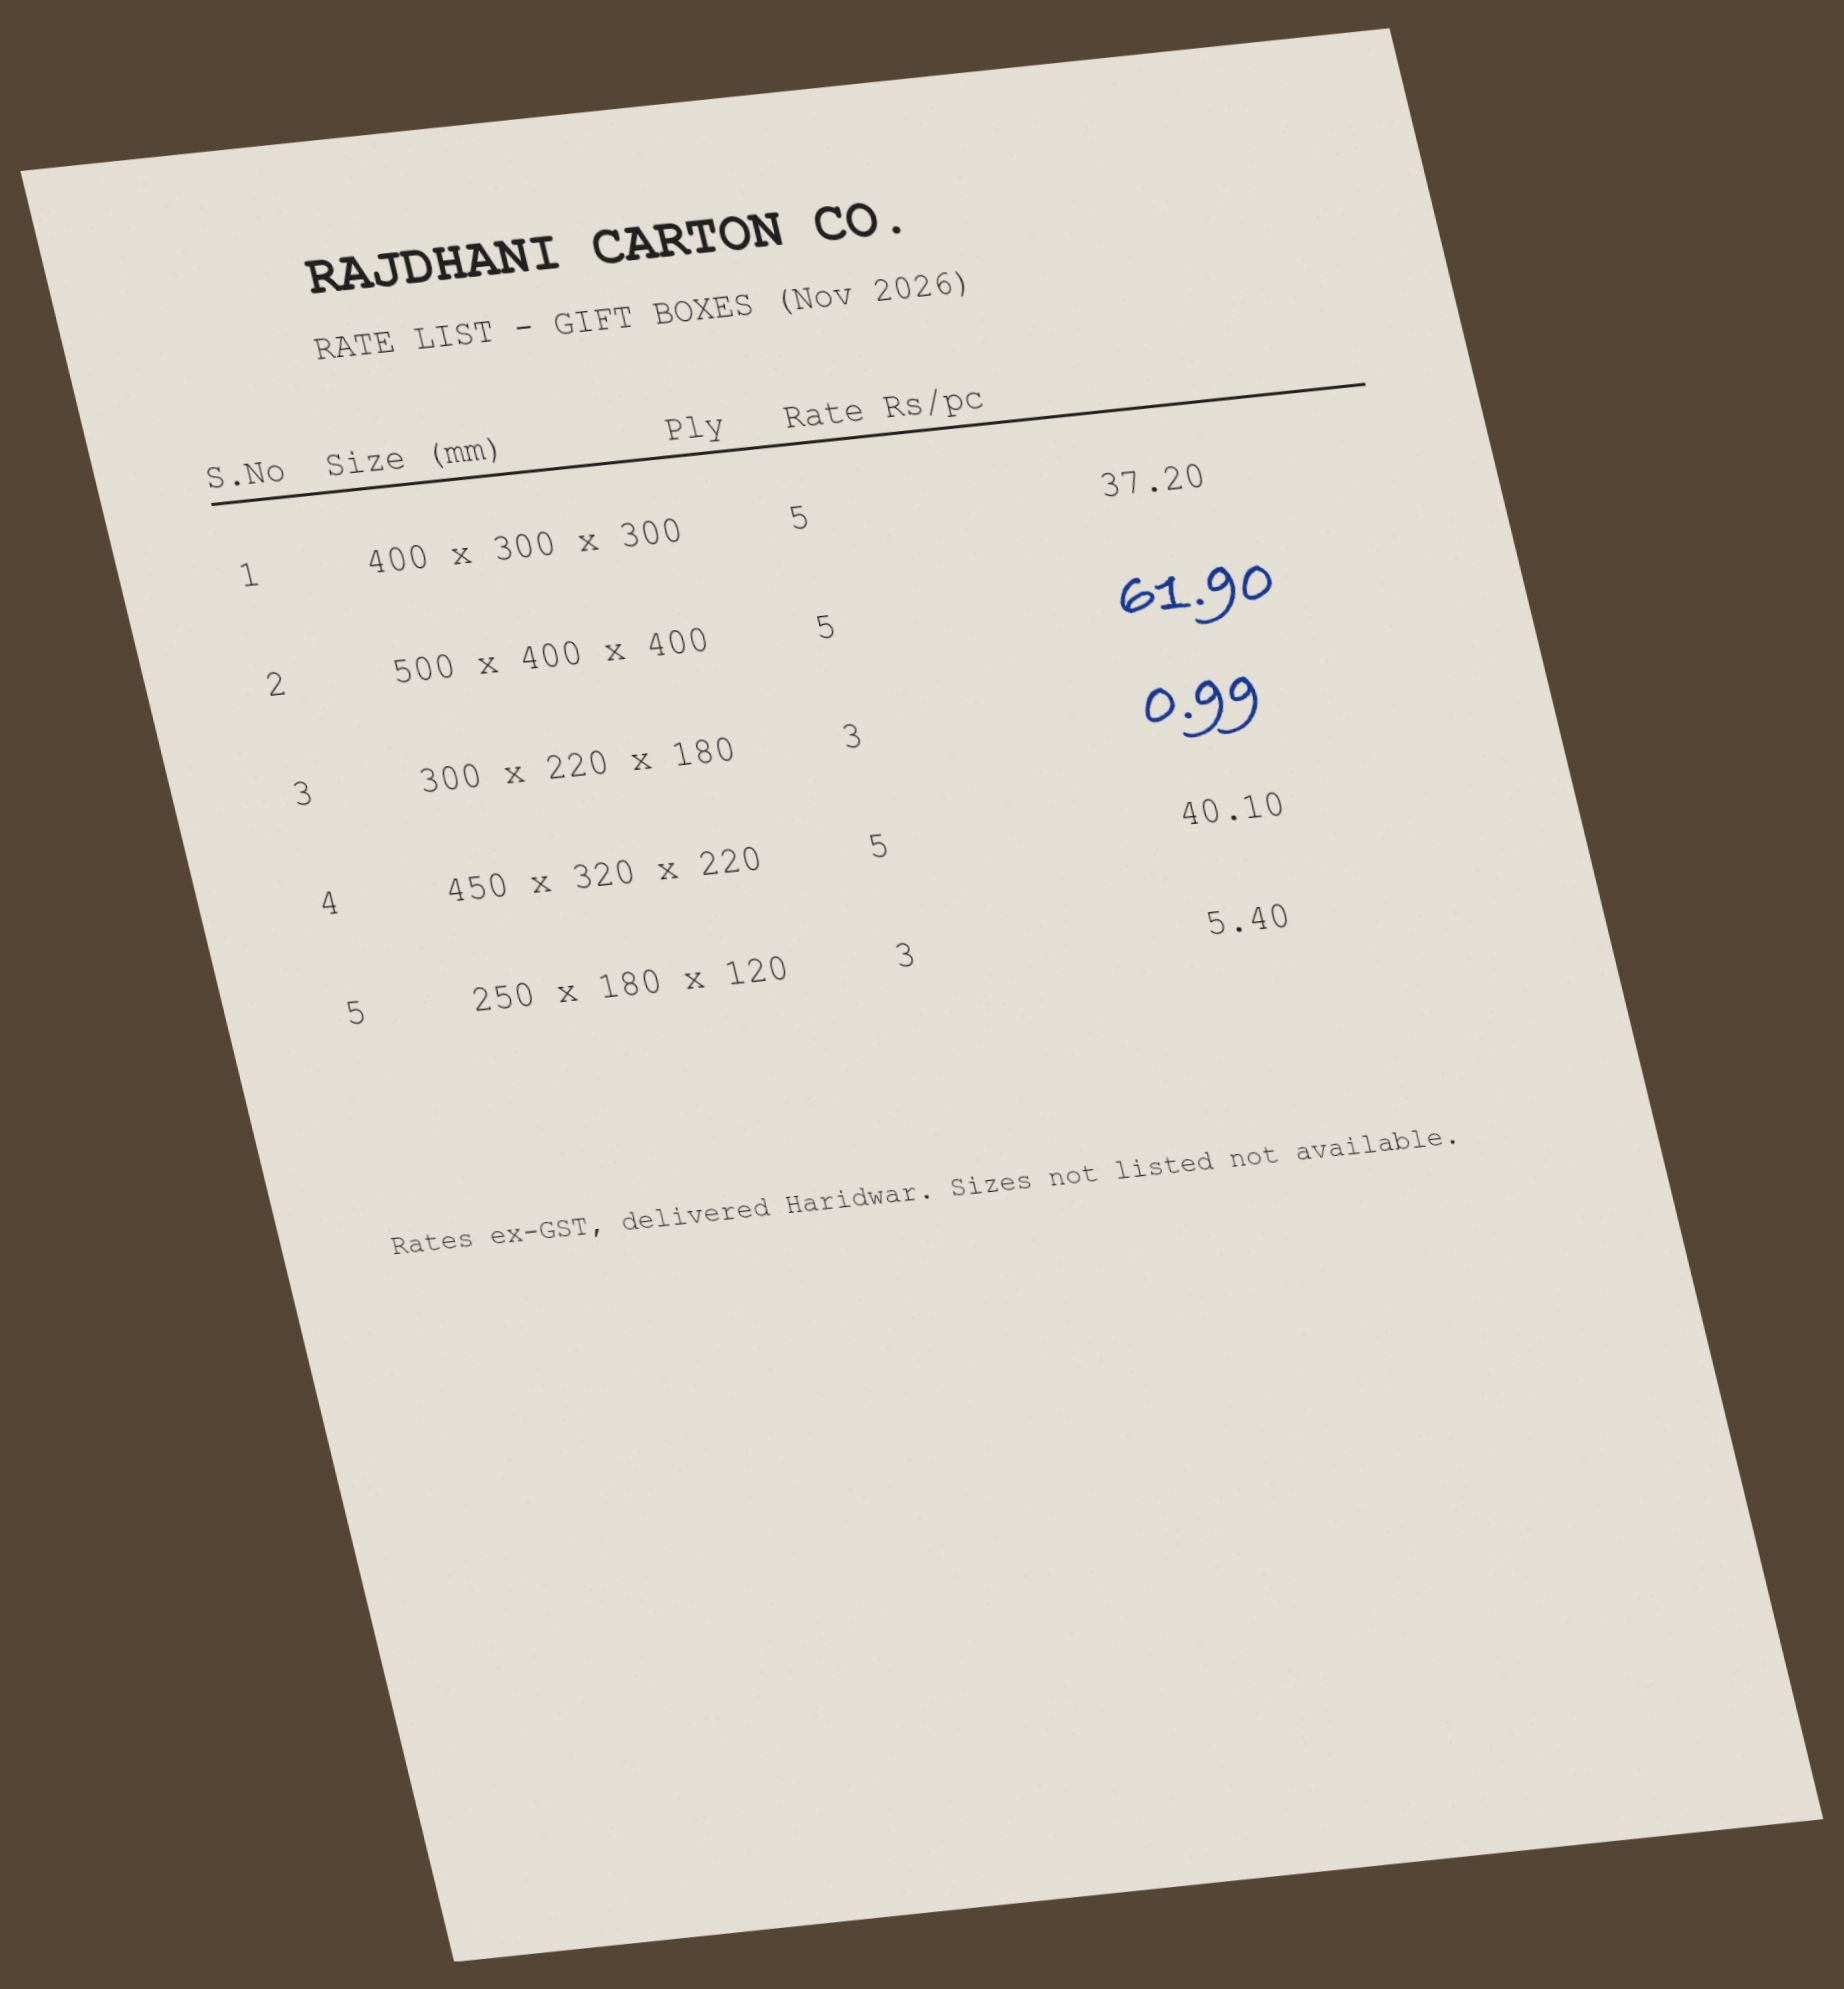 RAJDHANI CARTON CO.
RATE LIST - GIFT BOXES (Nov 2026)
S.No Size (mm) Ply Rate Rs/pc
1 400 x 300 x 300 5 37.20
2 500 x 400 x 400 5 61.90
3 300 x 220 x 180 3 0.99
4 450 x 320 x 220 5 40.10
5 250 x 180 x 120 3 5.40
Rates ex-GST, delivered Haridwar. Sizes not listed not available.